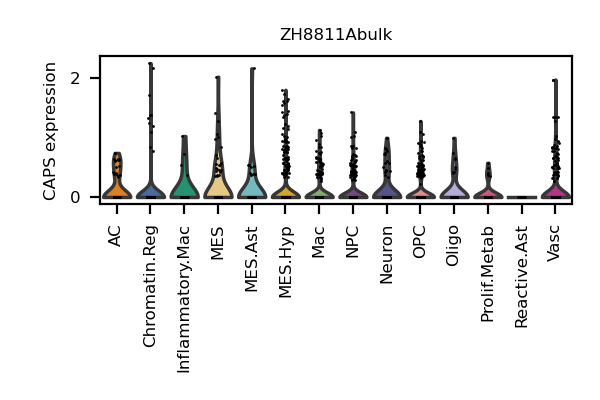 ZH8811Abulk
CAPS expression
2
0
AC
Chromatin.Reg
Inflammatory.Mac
MES
MES.Ast
MES.Hyp
Mac
NPC
Neuron
OPC
Oligo
Prolif.Metab
Reactive.Ast
Vasc